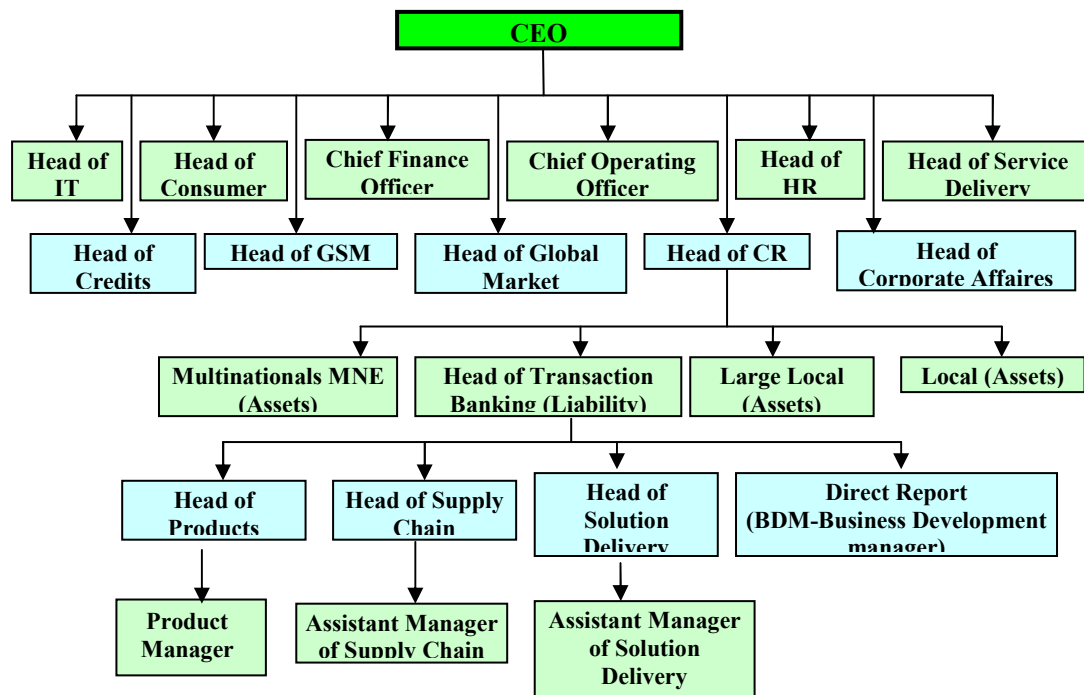 CEO
Head of
IT
Head of
Consumer
Chief Finance
Officer
Chief Operating
Officer
Head of
HR
Head of Service
Delivery
Head of
Credits
Head of GSM
Head of Global
Market
Head of CR
Head of
Corporate Affaires
Multinationals MNE
(Assets)
Head of Transaction
Banking (Liability)
Large Local
(Assets)
Local (Assets)
Head of
Products
Head of Supply
Chain
Head of
Solution
Delivery
Direct Report
(BDM-Business Development
manager)
Product
Manager
Assistant Manager
of Supply Chain
Assistant Manager
of Solution
Delivery